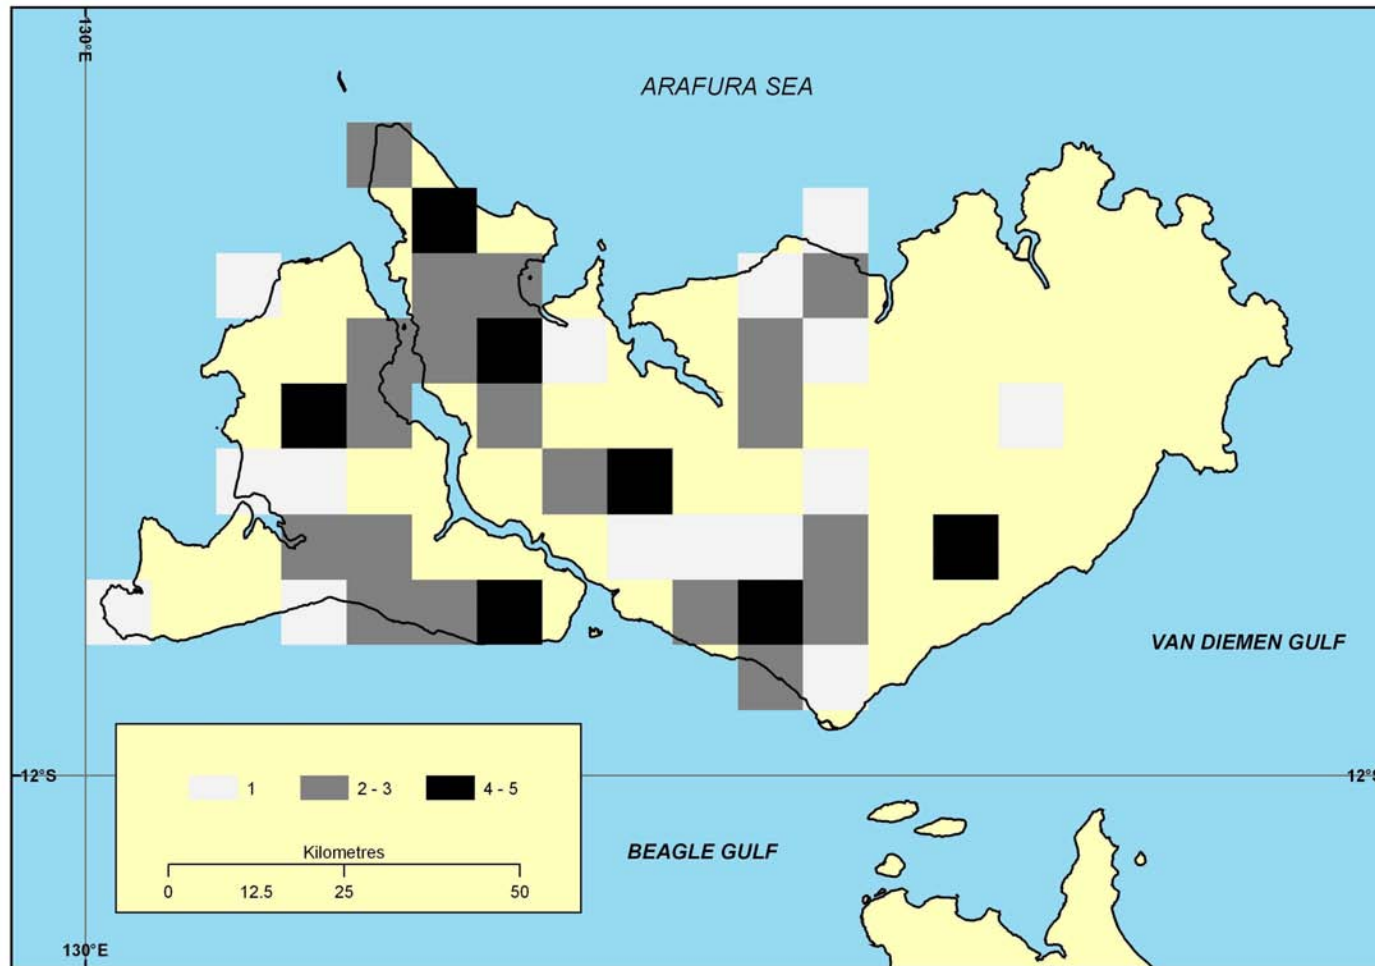 130°E
ARAFURA SEA
VAN DIEMEN GULF
12°S
12°S
1
2 - 3
4 - 5
Kilometres
0 12.5 25 50
BEAGLE GULF
130°E